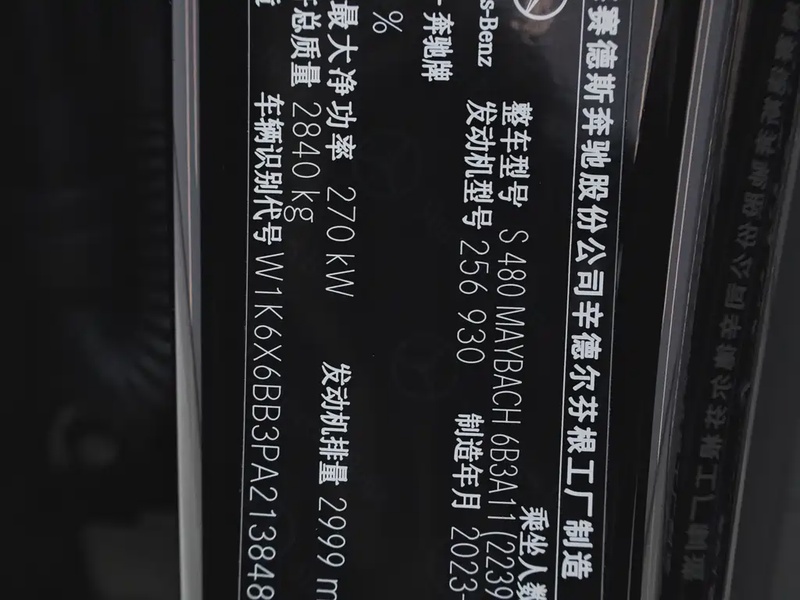 赛德斯奔驰股份公司辛德尔芬根工厂制造
s-Benz
奔驰牌
整车型号 S 480 MAYBACH 6B3A11(2239
乘坐人数
发动机型号 256 930 制造年月 2023-
%
最大净功率 270 kW 发动机排量 2999 m
总质量 2840 kg
车辆识别代号 W1K6X6BB3PA213848